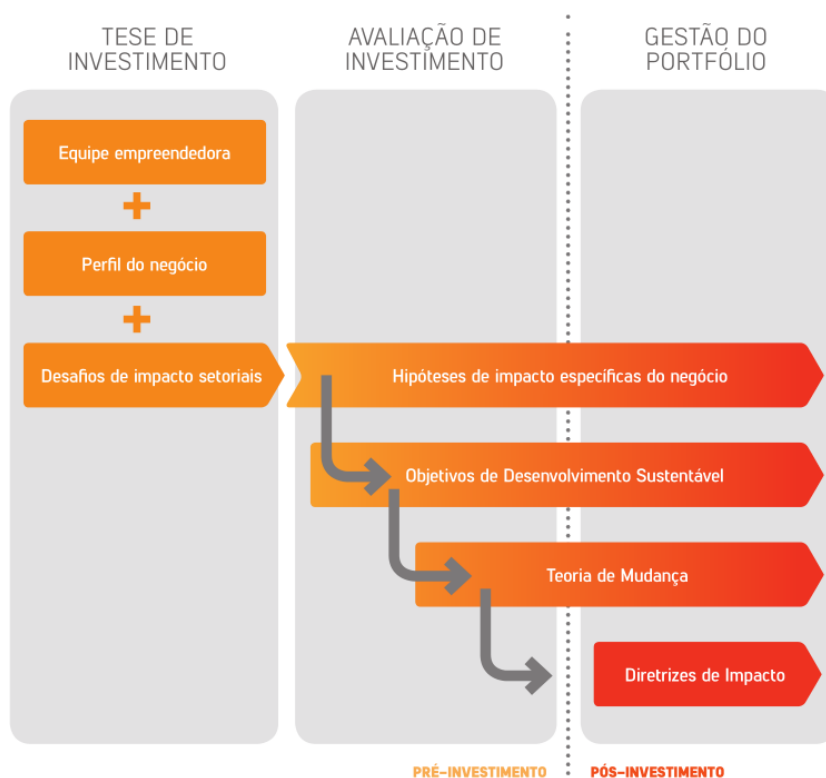 TESE DE
INVESTIMENTO
AVALIAÇÃO DE
INVESTIMENTO
GESTÃO DO
PORTFÓLIO
Equipe empreendedora
+
Perfil do negócio
+
Desafios de impacto setoriais
Hipóteses de impacto específicas do negócio
Objetivos de Desenvolvimento Sustentável
Teoria de Mudança
Diretrizes de Impacto
PRÉ-INVESTIMENTO
PÓS-INVESTIMENTO